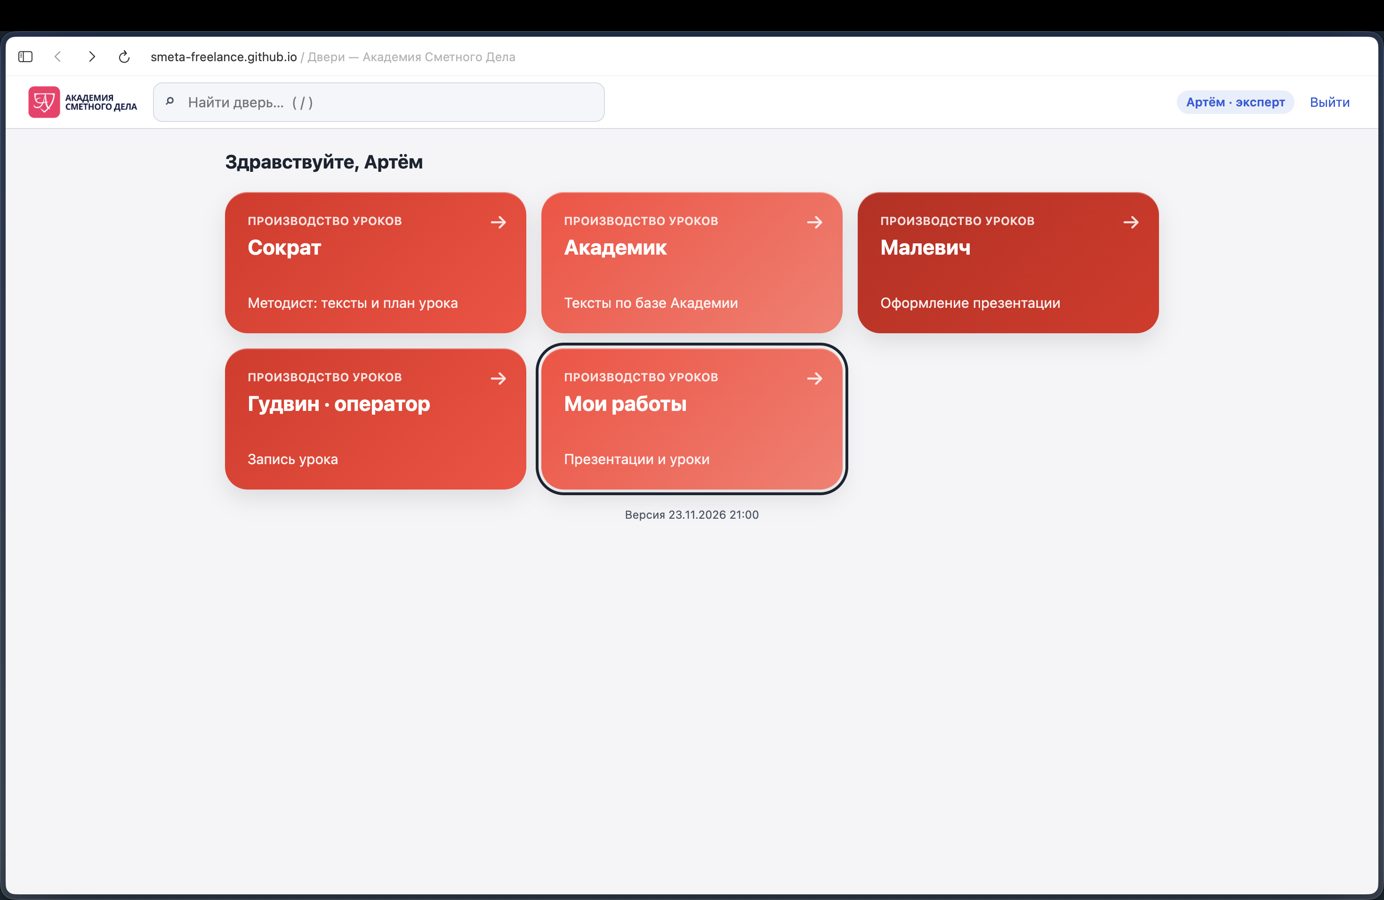 smeta-freelance.github.io / Двери — Академия Сметного Дела
АКАДЕМИЯ
СМЕТНОГО ДЕЛА
Найти дверь... ( / )
Артём · эксперт
Выйти
Здравствуйте, Артём
ПРОИЗВОДСТВО УРОКОВ
Сократ
Методист: тексты и план урока
ПРОИЗВОДСТВО УРОКОВ
Академик
Тексты по базе Академии
ПРОИЗВОДСТВО УРОКОВ
Малевич
Оформление презентации
ПРОИЗВОДСТВО УРОКОВ
Гудвин · оператор
Запись урока
ПРОИЗВОДСТВО УРОКОВ
Мои работы
Презентации и уроки
Версия 23.11.2026 21:00